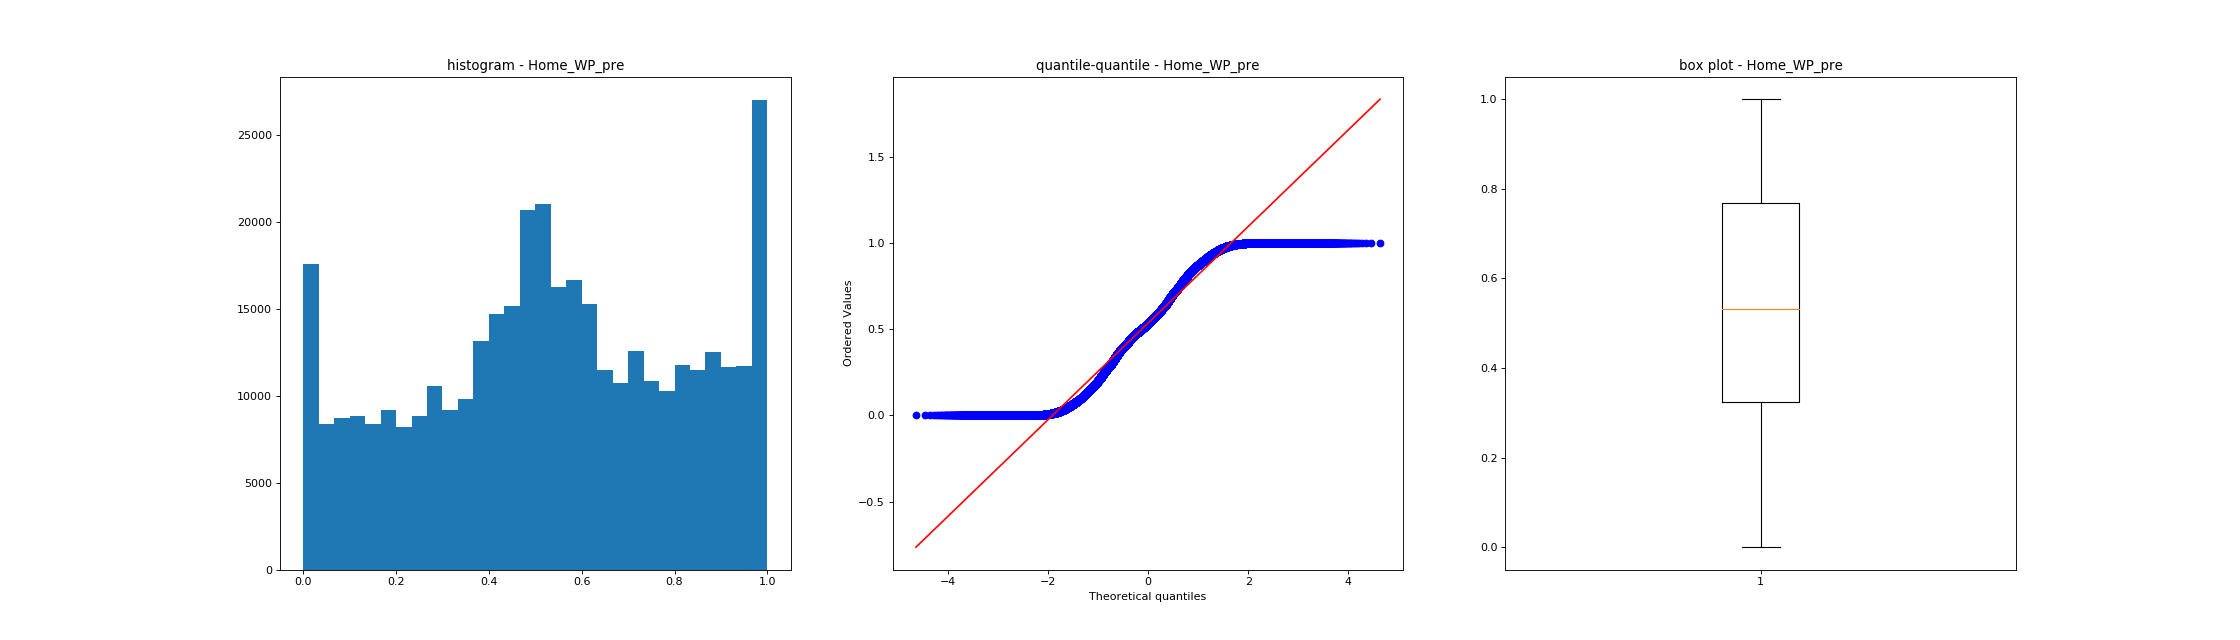 histogram - Home_WP_pre
25000
20000
15000
10000
5000
0
0.0 0.2 0.4 0.6 0.8 1.0
quantile-quantile - Home_WP_pre
Ordered Values
1.5
1.0
0.5
0.0
−0.5
−4 −2 0 2 4
Theoretical quantiles
box plot - Home_WP_pre
1.0
0.8
0.6
0.4
0.2
0.0
1